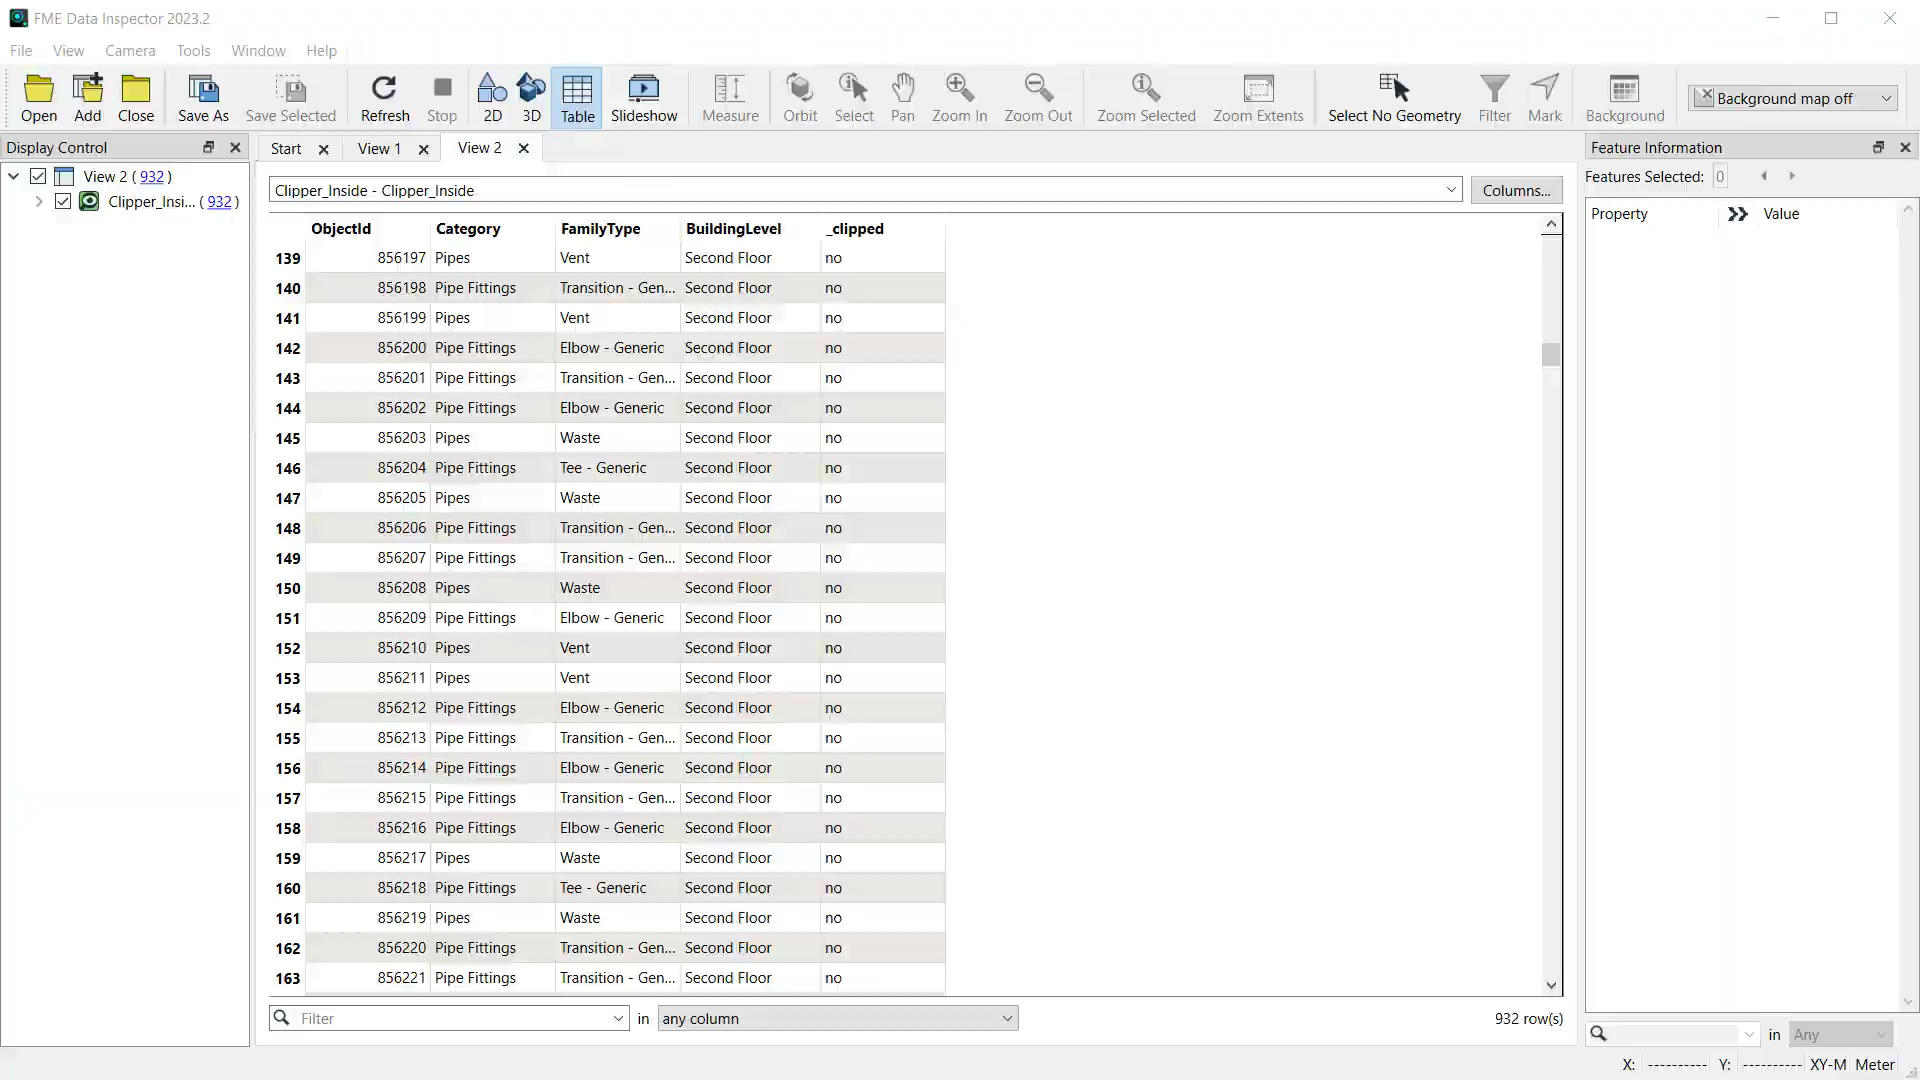 FME Data Inspector 2023.2
File View Camera Tools Window Help
Open Add Close Save As Save Selected Refresh Stop 2D 3D Table Slideshow Measure Orbit Select Pan Zoom In Zoom Out Zoom Selected Zoom Extents Select No Geometry Filter Mark Background Background map off
Display Control
View 2 ( 932 )
Clipper_Insi... ( 932 )
Start View 1 View 2
Clipper_Inside - Clipper_Inside Columns...
ObjectId Category FamilyType BuildingLevel _clipped
139 856197 Pipes Vent Second Floor no
140 856198 Pipe Fittings Transition - Gen... Second Floor no
141 856199 Pipes Vent Second Floor no
142 856200 Pipe Fittings Elbow - Generic Second Floor no
143 856201 Pipe Fittings Transition - Gen... Second Floor no
144 856202 Pipe Fittings Elbow - Generic Second Floor no
145 856203 Pipes Waste Second Floor no
146 856204 Pipe Fittings Tee - Generic Second Floor no
147 856205 Pipes Waste Second Floor no
148 856206 Pipe Fittings Transition - Gen... Second Floor no
149 856207 Pipe Fittings Transition - Gen... Second Floor no
150 856208 Pipes Waste Second Floor no
151 856209 Pipe Fittings Elbow - Generic Second Floor no
152 856210 Pipes Vent Second Floor no
153 856211 Pipes Vent Second Floor no
154 856212 Pipe Fittings Elbow - Generic Second Floor no
155 856213 Pipe Fittings Transition - Gen... Second Floor no
156 856214 Pipe Fittings Elbow - Generic Second Floor no
157 856215 Pipe Fittings Transition - Gen... Second Floor no
158 856216 Pipe Fittings Elbow - Generic Second Floor no
159 856217 Pipes Waste Second Floor no
160 856218 Pipe Fittings Tee - Generic Second Floor no
161 856219 Pipes Waste Second Floor no
162 856220 Pipe Fittings Transition - Gen... Second Floor no
163 856221 Pipe Fittings Transition - Gen... Second Floor no
Filter in any column 932 row(s)
Feature Information
Features Selected: 0
Property Value
in Any
X: ---------- Y: ---------- XY-M Meter